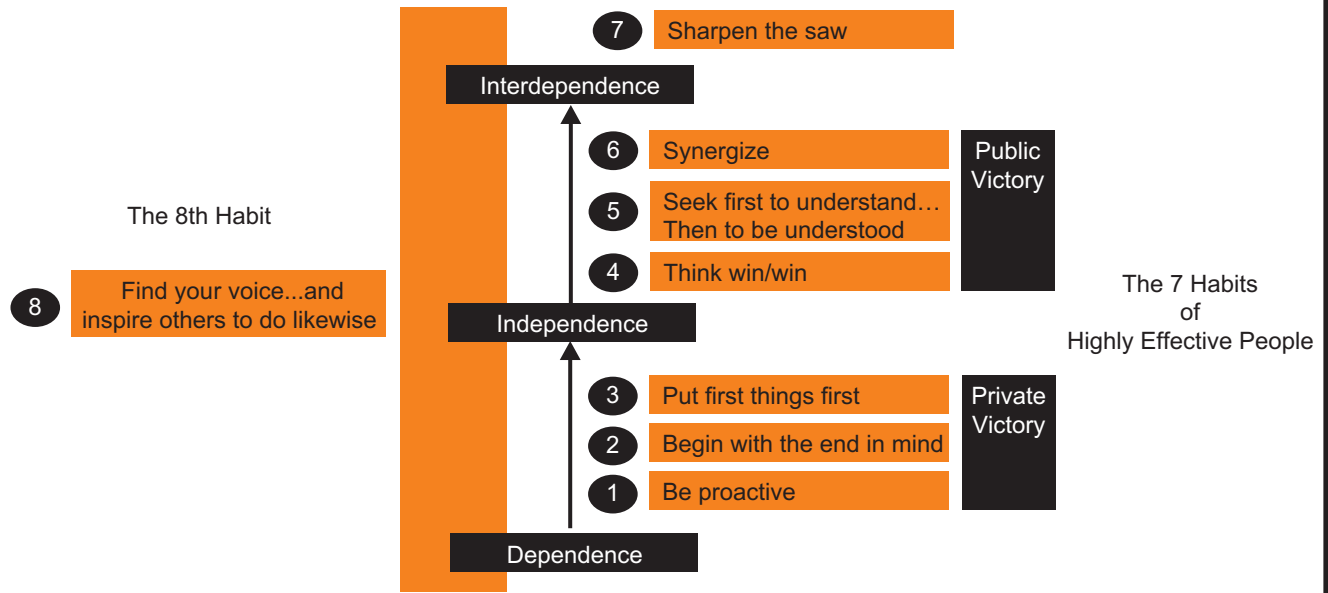 7
Sharpen the saw
Interdependence
6
Synergize
Public
Victory
5
Seek first to understand…
Then to be understood
4
Think win/win
The 8th Habit
8
Find your voice...and
inspire others to do likewise
Independence
The 7 Habits
of
Highly Effective People
3
Put first things first
Private
Victory
2
Begin with the end in mind
1
Be proactive
Dependence